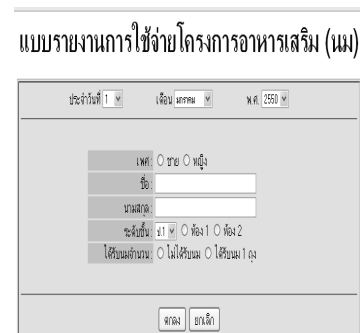 แบบรายงานการใช้จ่ายโครงการอาหารเสริม (นม)
ประจำวันที่ 1 เดือน มกราคม พ.ศ. 2550
เพศ: ชาย หญิง
ชื่อ:
นามสกุล:
ระดับชั้น: ป.1 ห้อง 1 ห้อง 2
ได้รับนมจำนวน: ไม่ได้รับนม ได้รับนม 1 ถุง
ตกลง ยกเลิก